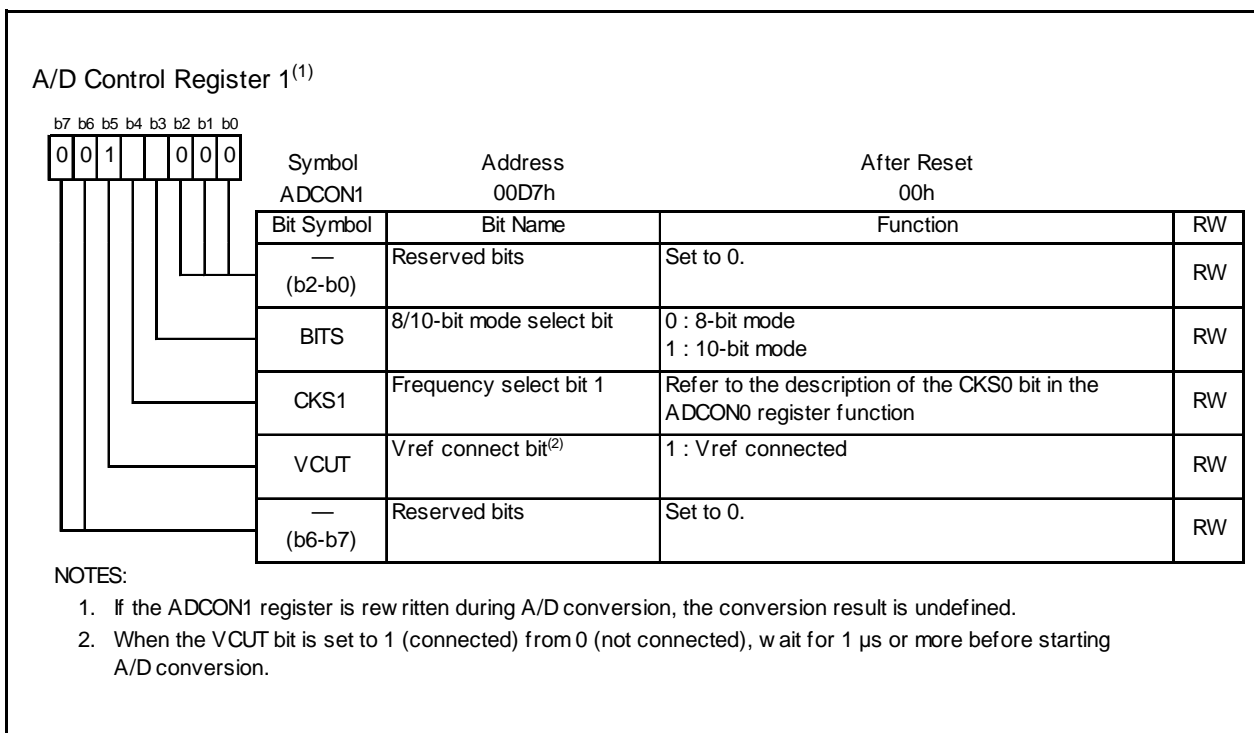 A/D Control Register 1(1)
b7 b6 b5 b4 b3 b2 b1 b0
0 0 1 0 0 0
Symbol Address After Reset
ADCON1 00D7h 00h
Bit Symbol Bit Name Function RW
—
(b2-b0)
Reserved bits
Set to 0.
RW
BITS
8/10-bit mode select bit
0 : 8-bit mode
1 : 10-bit mode
RW
CKS1
Frequency select bit 1
Refer to the description of the CKS0 bit in the
ADCON0 register function
RW
VCUT
Vref connect bit(2)
1 : Vref connected
RW
—
(b6-b7)
Reserved bits
Set to 0.
RW
NOTES:
1. If the ADCON1 register is rewritten during A/D conversion, the conversion result is undefined.
2. When the VCUT bit is set to 1 (connected) from 0 (not connected), wait for 1 µs or more before starting
A/D conversion.